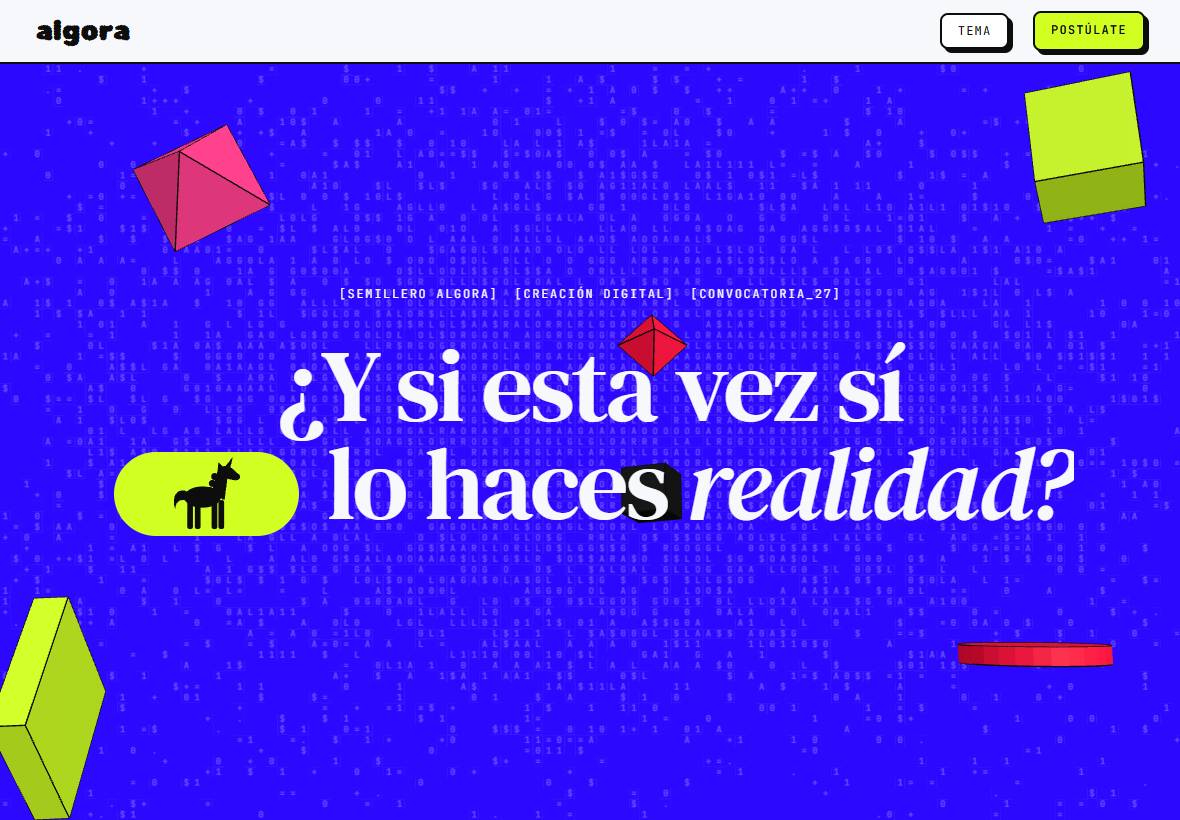 algora
TEMA
POSTÚLATE
[SEMILLERO ALGORA] [CREACIÓN DIGITAL] [CONVOCATORIA_27]
¿Y si esta vez sí
lo haces realidad?